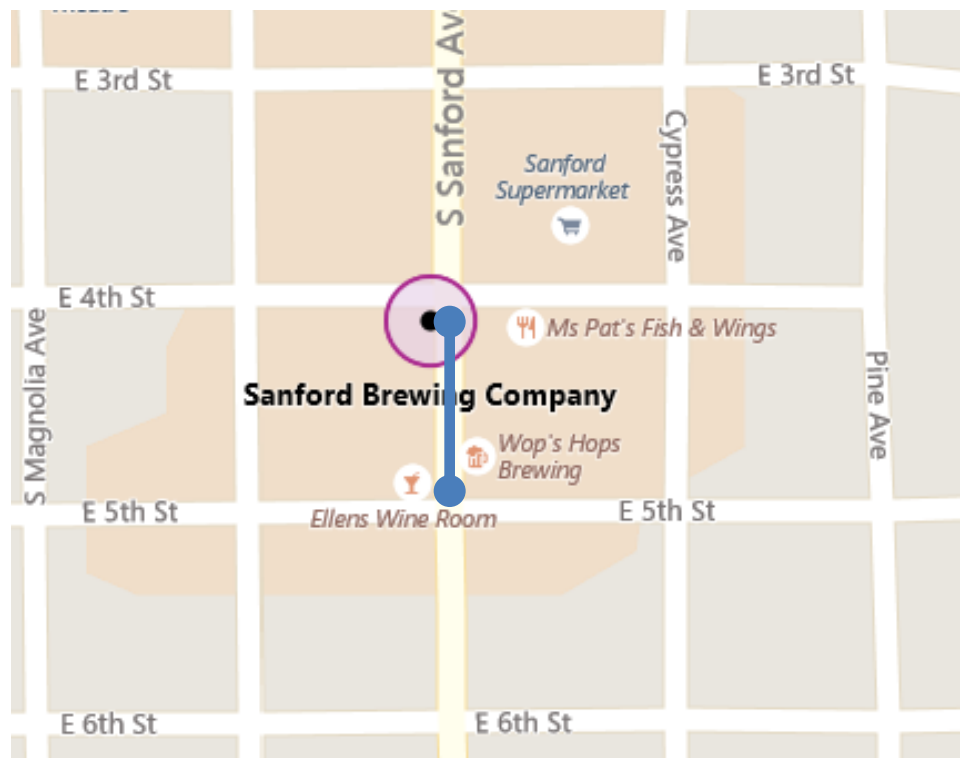 E 3rd St
E 3rd St
S Sanford Av
Cypress Ave
Sanford
Supermarket
E 4th St
S Magnolia Ave
Ms Pat's Fish & Wings
Pine Ave
Sanford Brewing Company
Wop's Hops
Brewing
E 5th St
Ellens Wine Room
E 5th St
E 6th St
E 6th St